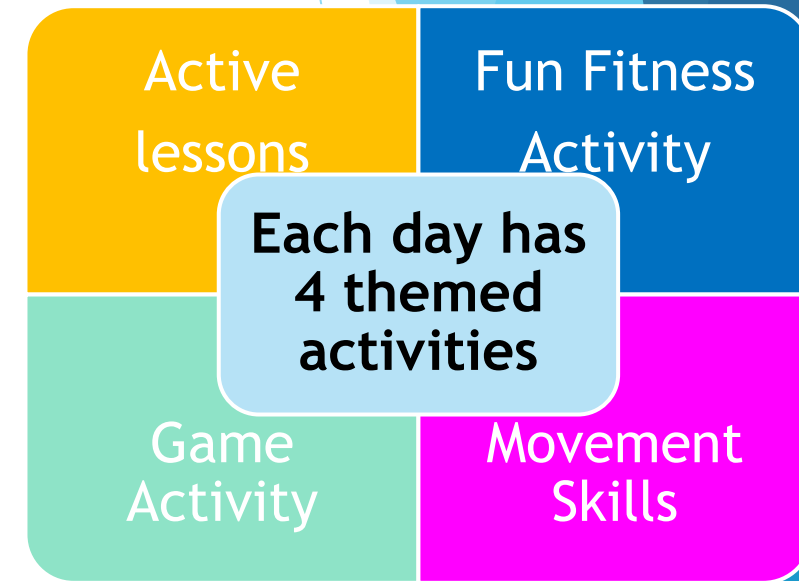 Active
lessons
Fun Fitness
Activity
Each day has
4 themed
activities
Game
Activity
Movement
Skills